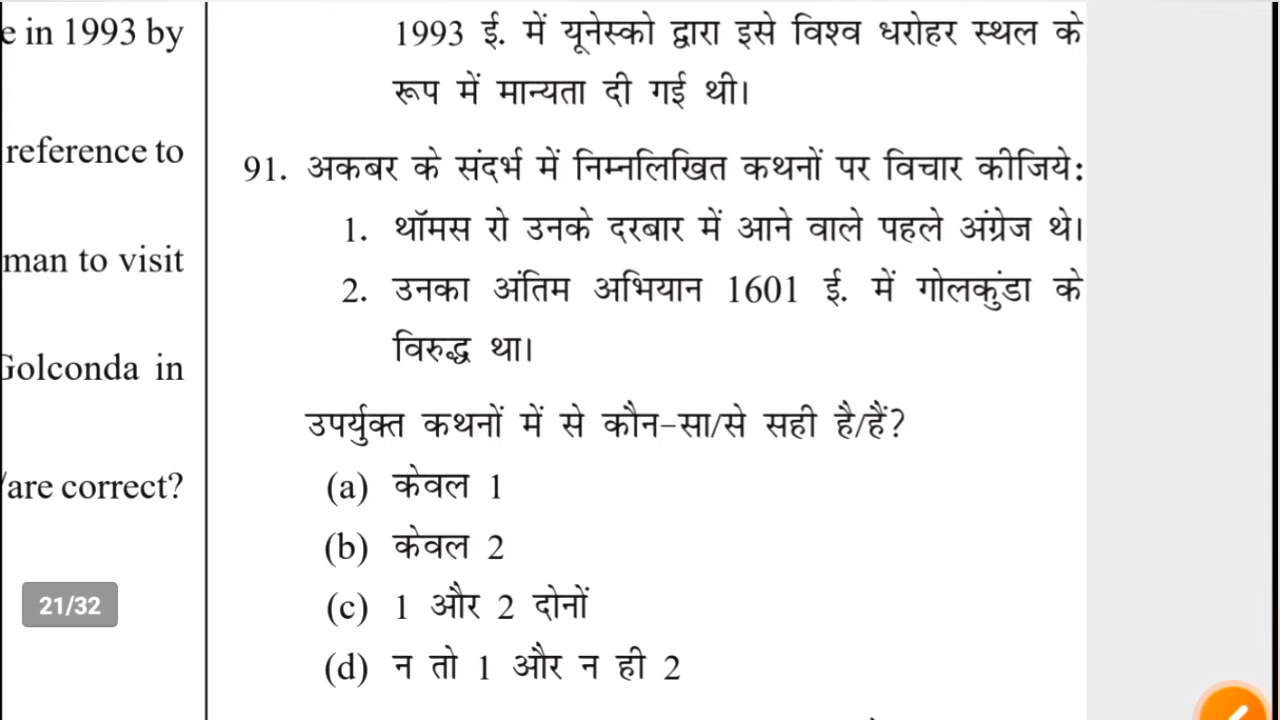 e in 1993 by
reference to
man to visit
Golconda in
/are correct?
21/32
1993 ई. में यूनेस्को द्वारा इसे विश्व धरोहर स्थल के
रूप में मान्यता दी गई थी।
91. अकबर के संदर्भ में निम्नलिखित कथनों पर विचार कीजिये:
1. थॉमस रो उनके दरबार में आने वाले पहले अंग्रेज थे।
2. उनका अंतिम अभियान 1601 ई. में गोलकुंडा के
विरुद्ध था।
उपर्युक्त कथनों में से कौन-सा/से सही है/हैं?
(a) केवल 1
(b) केवल 2
(c) 1 और 2 दोनों
(d) न तो 1 और न ही 2